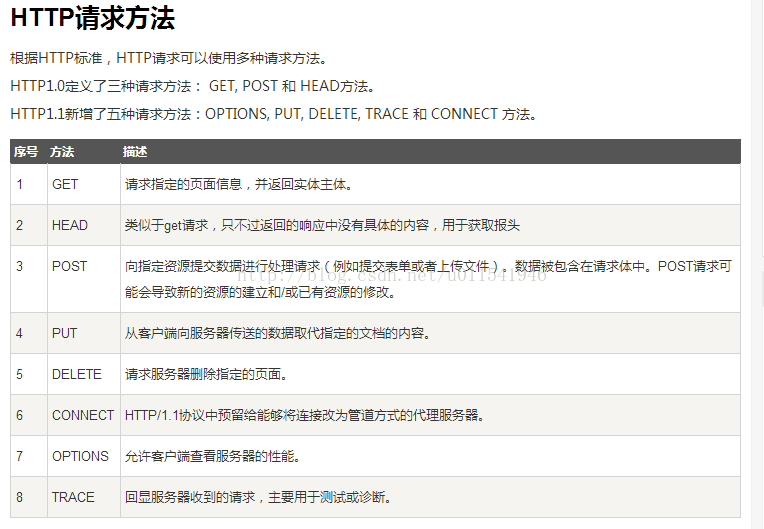 HTTP请求方法
根据HTTP标准，HTTP请求可以使用多种请求方法。
HTTP1.0定义了三种请求方法： GET, POST 和 HEAD方法。
HTTP1.1新增了五种请求方法：OPTIONS, PUT, DELETE, TRACE 和 CONNECT 方法。
序号 方法 描述
1 GET 请求指定的页面信息，并返回实体主体。
2 HEAD 类似于get请求，只不过返回的响应中没有具体的内容，用于获取报头
3 POST 向指定资源提交数据进行处理请求（例如提交表单或者上传文件）。数据被包含在请求体中。POST请求可
能会导致新的资源的建立和/或已有资源的修改。
http://blog.csdn.net/u011541946
4 PUT 从客户端向服务器传送的数据取代指定的文档的内容。
5 DELETE 请求服务器删除指定的页面。
6 CONNECT HTTP/1.1协议中预留给能够将连接改为管道方式的代理服务器。
7 OPTIONS 允许客户端查看服务器的性能。
8 TRACE 回显服务器收到的请求，主要用于测试或诊断。